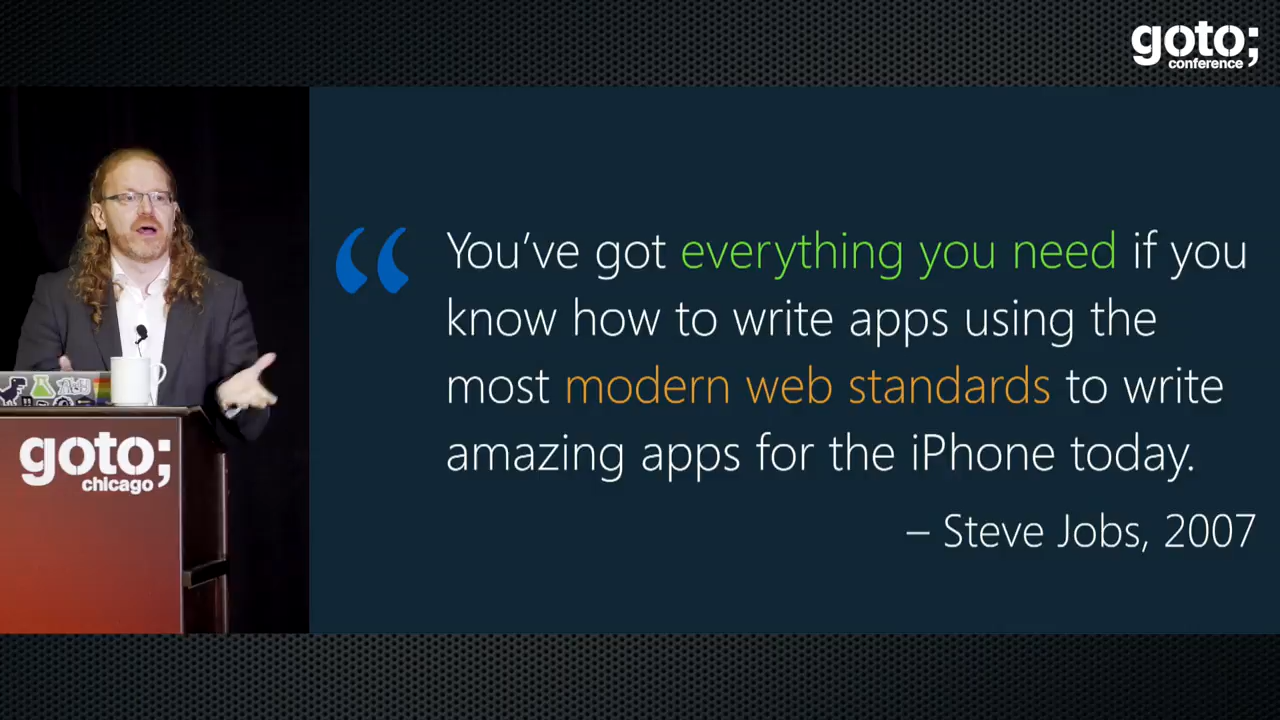 goto;
conference
“
You’ve got everything you need if you
know how to write apps using the
most modern web standards to write
amazing apps for the iPhone today.
– Steve Jobs, 2007
goto;
chicago